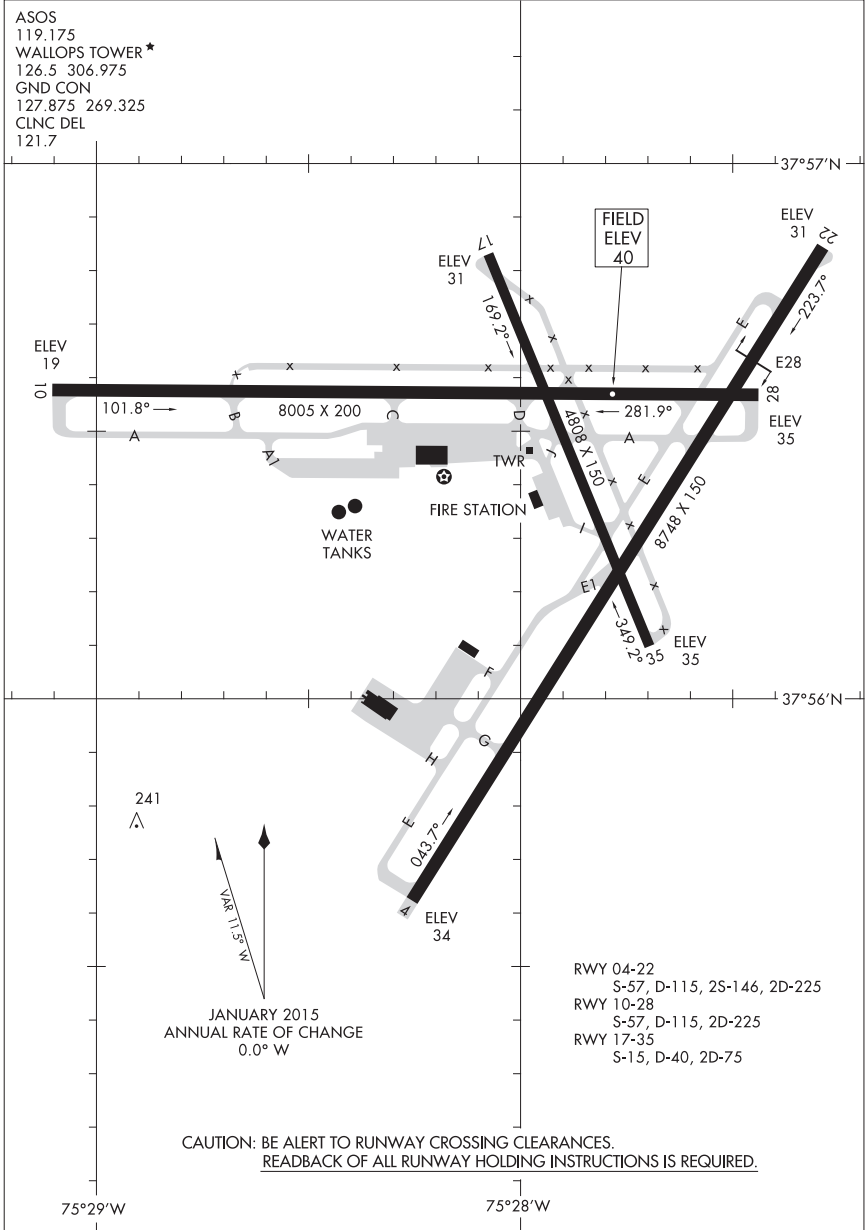 ASOS
119.175
WALLOPS TOWER★
126.5 306.975
GND CON
127.875 269.325
CLNC DEL
121.7
37°57'N
FIELD
ELEV
40
ELEV
31
22
17
ELEV
31
223.7°
169.2°
E
ELEV
19
E28
10
28
101.8°
8005 X 200
281.9°
ELEV
35
B
C
D
4808 X 150
A
A
A1
J
TWR
E
8748 X 150
FIRE STATION
WATER
TANKS
I
E1
349.2°
35
ELEV
35
F
37°56'N
G
H
241
E
043.7°
VAR 11.5° W
4
ELEV
34
JANUARY 2015
ANNUAL RATE OF CHANGE
0.0° W
RWY 04-22
S-57, D-115, 2S-146, 2D-225
RWY 10-28
S-57, D-115, 2D-225
RWY 17-35
S-15, D-40, 2D-75
CAUTION: BE ALERT TO RUNWAY CROSSING CLEARANCES.
READBACK OF ALL RUNWAY HOLDING INSTRUCTIONS IS REQUIRED.
75°29'W
75°28'W